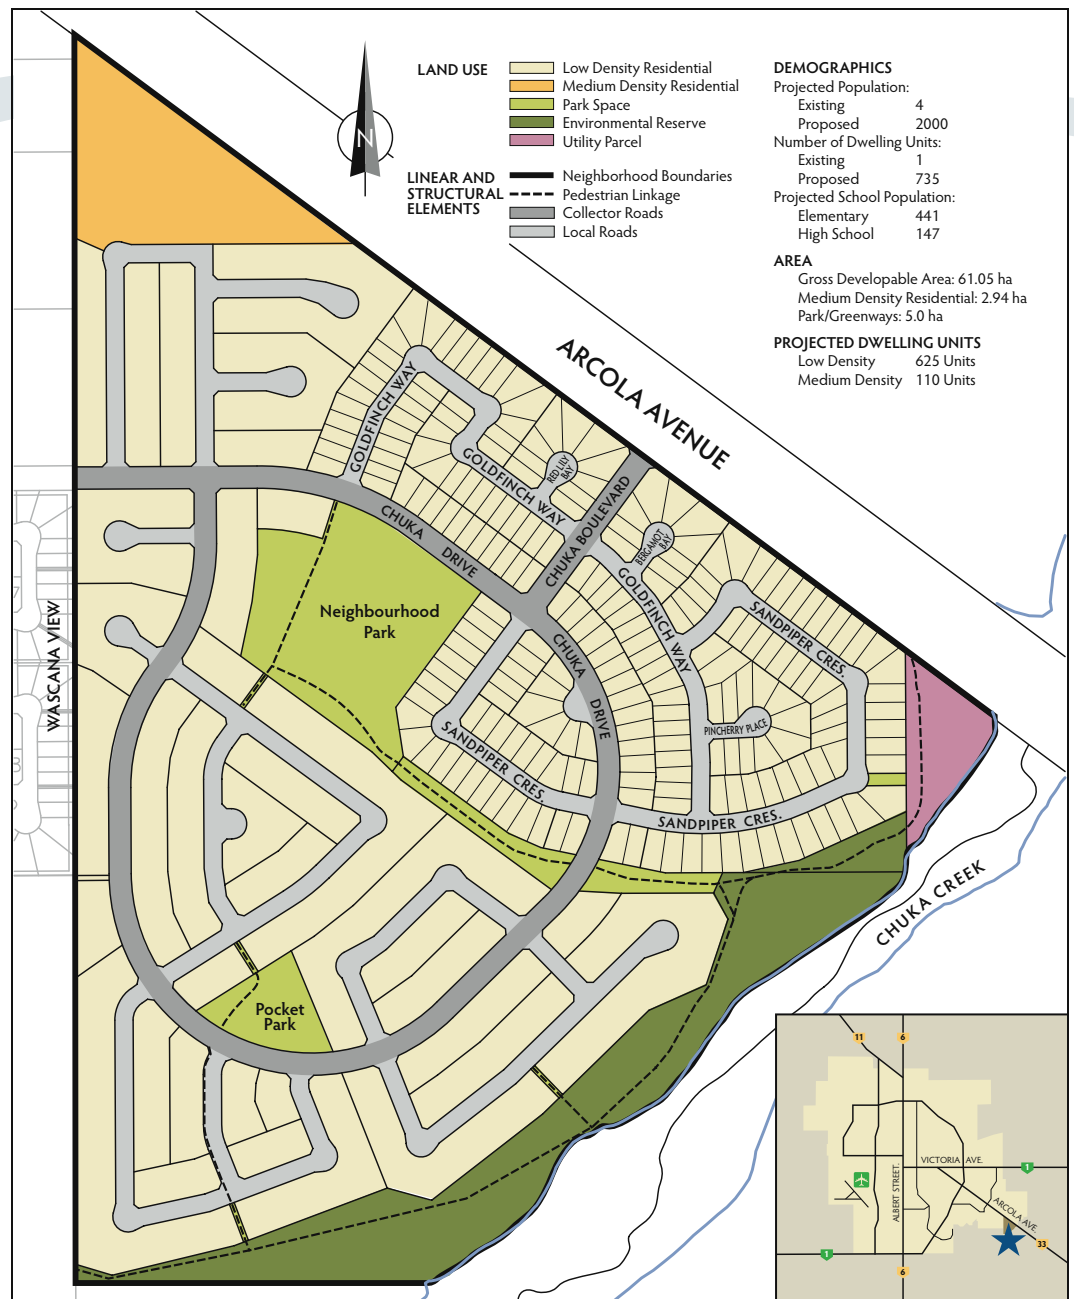 LAND USE
Low Density Residential
Medium Density Residential
Park Space
Environmental Reserve
Utility Parcel
LINEAR AND
STRUCTURAL
ELEMENTS
Neighborhood Boundaries
Pedestrian Linkage
Collector Roads
Local Roads
DEMOGRAPHICS
Projected Population:
Existing 4
Proposed 2000
Number of Dwelling Units:
Existing 1
Proposed 735
Projected School Population:
Elementary 441
High School 147
AREA
Gross Developable Area: 61.05 ha
Medium Density Residential: 2.94 ha
Park/Greenways: 5.0 ha
PROJECTED DWELLING UNITS
Low Density 625 Units
Medium Density 110 Units
N
ARCOLA AVENUE
GOLDFINCH WAY
GOLDFINCH WAY
RED LILY
BAY
CHUKA BOULEVARD
BERGAMOT
BAY
GOLDFINCH WAY
CHUKA DRIVE
SANDPIPER CRES.
Neighbourhood
Park
CHUKA DRIVE
PINCHERRY PLACE
SANDPIPER CRES.
SANDPIPER CRES.
WASCANA VIEW
CHUKA CREEK
Pocket
Park
11
6
VICTORIA AVE.
1
ALBERT STREET.
ARCOLA AVE.
33
1
6